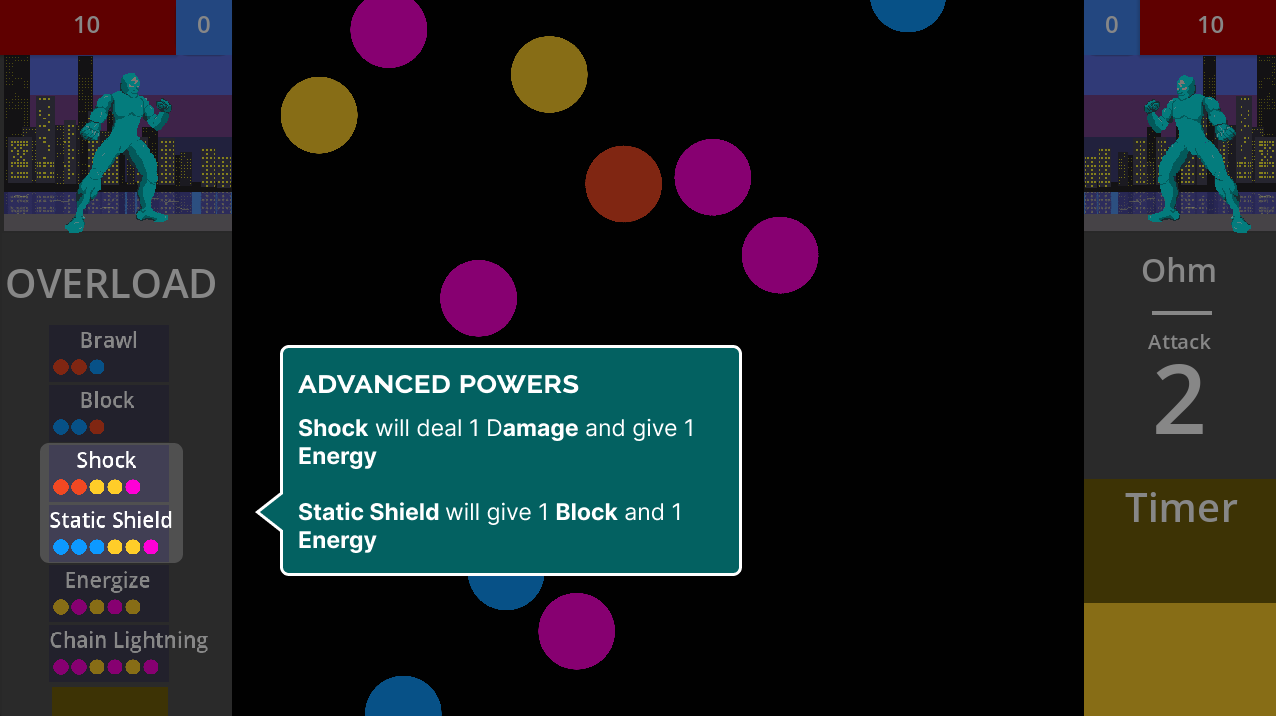 10
0
0
10
OVERLOAD
Brawl
Block
Shock
Static Shield
Energize
Chain Lightning
ADVANCED POWERS
Shock will deal 1 Damage and give 1
Energy
Static Shield will give 1 Block and 1
Energy
Ohm
Attack
2
Timer